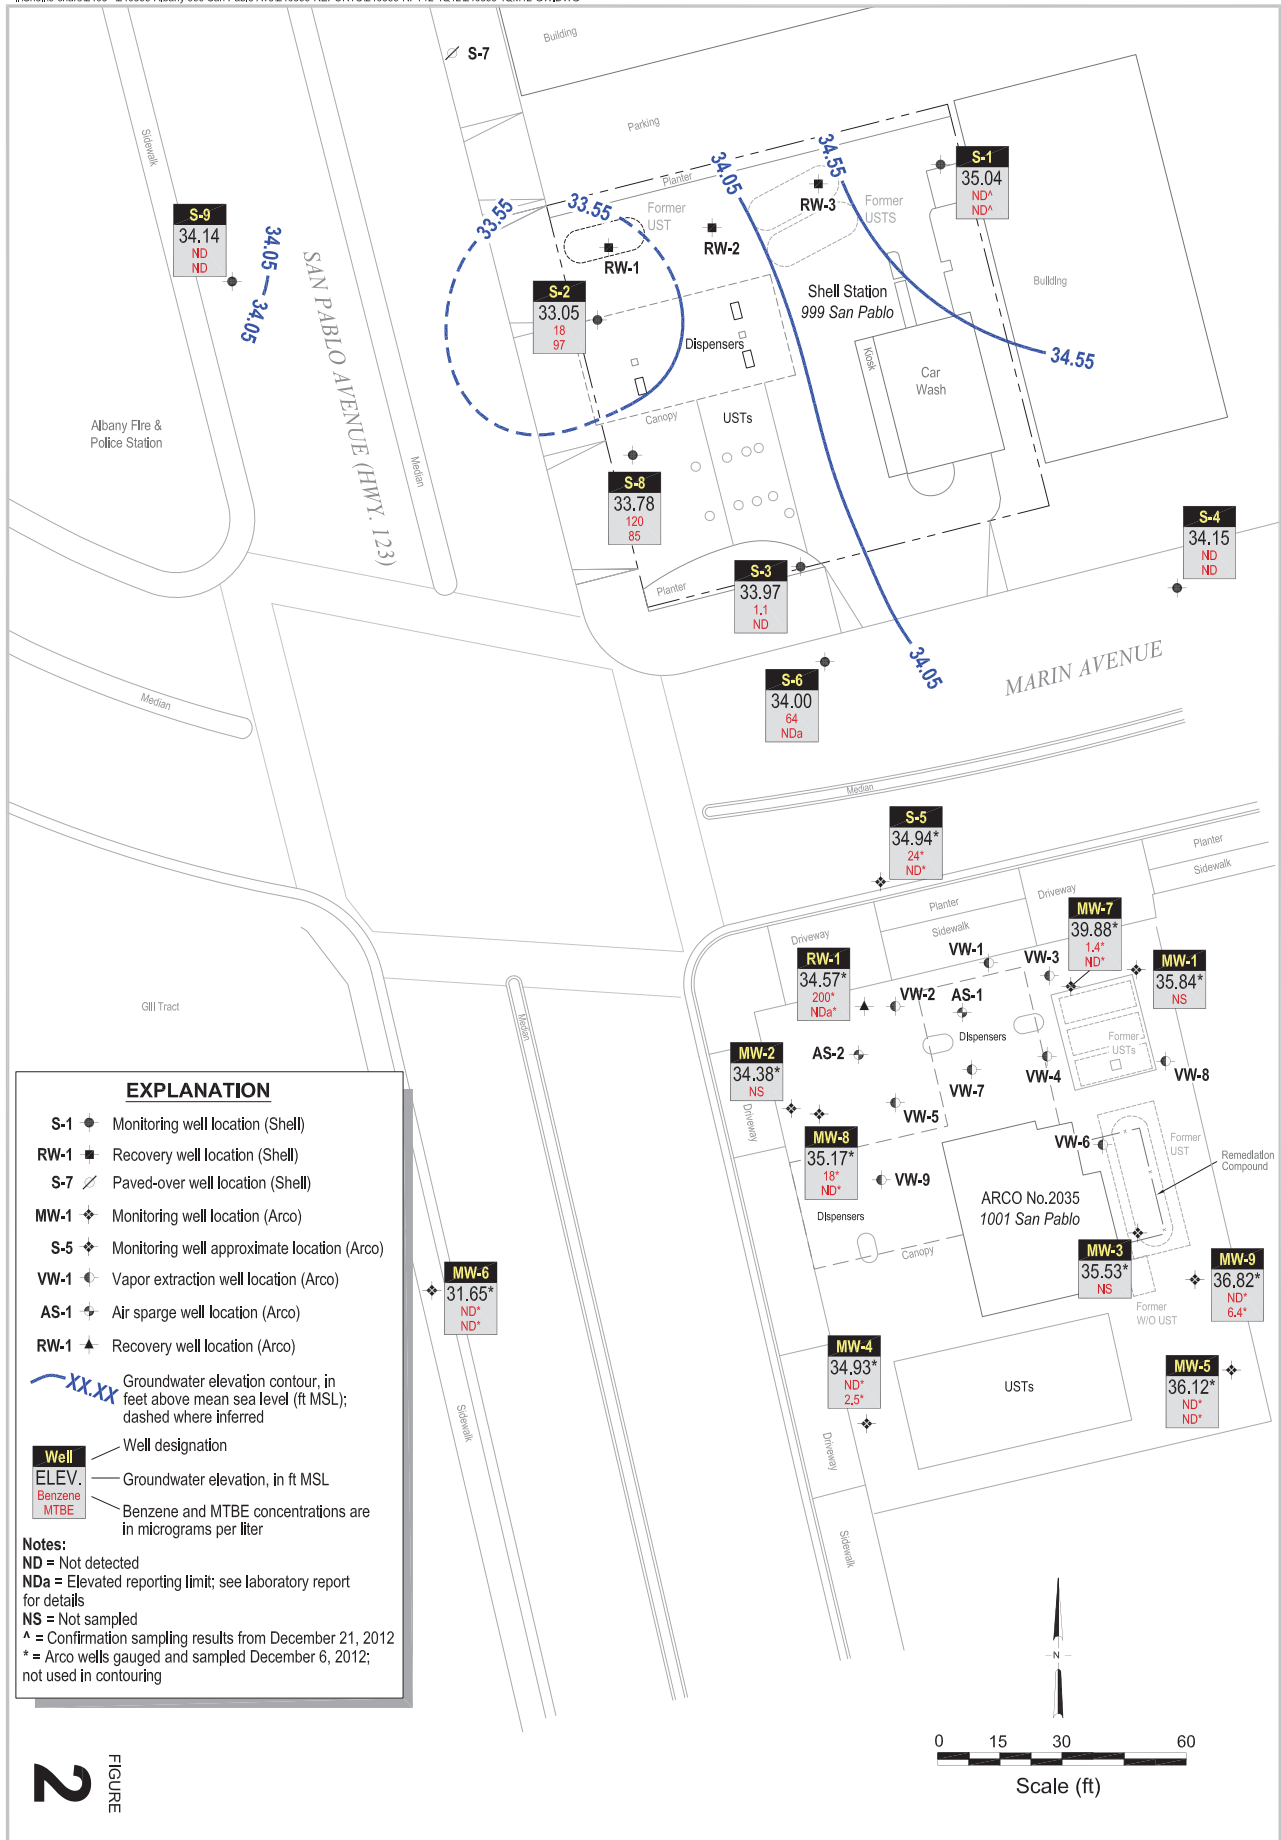 Building
S-7
Sidewalk
Parking
34.55
34.05
S-1
35.04
ND^
ND^
Planter
RW-3
Former
USTS
33.55
33.55
Former
UST
RW-2
RW-1
S-9
34.14
ND
ND
34.05
34.05
SAN PABLO AVENUE (HWY. 123)
S-2
33.05
18
97
Shell Station
999 San Pablo
Building
Dispensers
34.55
Kiosk
Car
Wash
Canopy
USTs
Albany Fire &
Police Station
Median
S-8
33.78
120
85
S-4
34.15
ND
ND
S-3
33.97
1.1
ND
Planter
34.05
MARIN AVENUE
S-6
34.00
64
NDa
Median
Median
S-5
34.94*
24*
ND*
Planter
Sidewalk
Driveway
Planter
Sidewalk
Driveway
MW-7
39.88*
1.4*
ND*
RW-1
34.57*
200*
NDa*
VW-1
VW-3
MW-1
35.84*
NS
VW-2
AS-1
Gill Tract
Median
Dispensers
Former
USTs
MW-2
34.38*
NS
AS-2
VW-7
VW-4
VW-8
VW-5
Driveway
MW-8
35.17*
18*
ND*
VW-6
Former
UST
Remediation
Compound
VW-9
ARCO No.2035
1001 San Pablo
Dispensers
Canopy
MW-3
35.53*
NS
MW-9
36.82*
ND*
6.4*
Former
W/O UST
MW-6
31.65*
ND*
ND*
MW-4
34.93*
ND*
2.5*
USTs
MW-5
36.12*
ND*
ND*
Sidewalk
Driveway
Sidewalk
EXPLANATION
S-1 Monitoring well location (Shell)
RW-1 Recovery well location (Shell)
S-7 Paved-over well location (Shell)
MW-1 Monitoring well location (Arco)
S-5 Monitoring well approximate location (Arco)
VW-1 Vapor extraction well location (Arco)
AS-1 Air sparge well location (Arco)
RW-1 Recovery well location (Arco)
XX.XX Groundwater elevation contour, in
feet above mean sea level (ft MSL);
dashed where inferred
Well
ELEV.
Benzene
MTBE
Well designation
Groundwater elevation, in ft MSL
Benzene and MTBE concentrations are
in micrograms per liter
Notes:
ND = Not detected
NDa = Elevated reporting limit; see laboratory report
for details
NS = Not sampled
^ = Confirmation sampling results from December 21, 2012
* = Arco wells gauged and sampled December 6, 2012;
not used in contouring
N
0 15 30 60
Scale (ft)
FIGURE
2